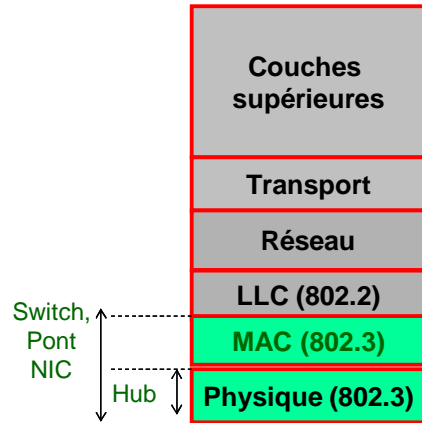 Couches
supérieures
Transport
Réseau
LLC (802.2)
MAC (802.3)
Physique (802.3)
Switch,
Pont
NIC
Hub